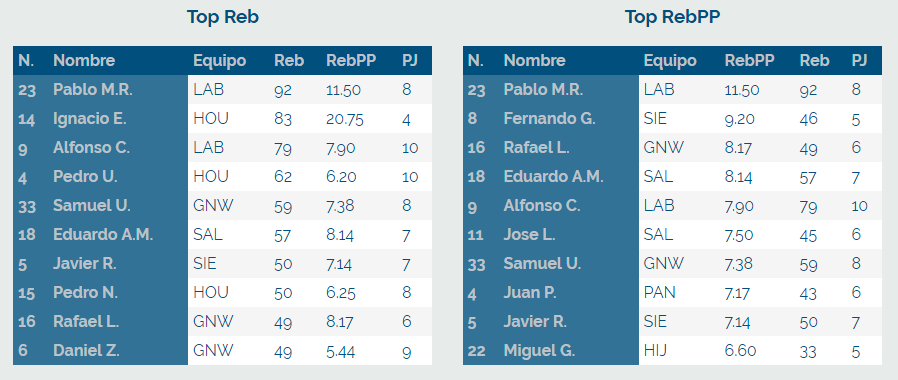 Top Reb
N. Nombre Equipo Reb RebPP PJ
23 Pablo M.R. LAB 92 11.50 8
14 Ignacio E. HOU 83 20.75 4
9 Alfonso C. LAB 79 7.90 10
4 Pedro U. HOU 62 6.20 10
33 Samuel U. GNW 59 7.38 8
18 Eduardo A.M. SAL 57 8.14 7
5 Javier R. SIE 50 7.14 7
15 Pedro N. HOU 50 6.25 8
16 Rafael L. GNW 49 8.17 6
6 Daniel Z. GNW 49 5.44 9
Top RebPP
N. Nombre Equipo RebPP Reb PJ
23 Pablo M.R. LAB 11.50 92 8
8 Fernando G. SIE 9.20 46 5
16 Rafael L. GNW 8.17 49 6
18 Eduardo A.M. SAL 8.14 57 7
9 Alfonso C. LAB 7.90 79 10
11 Jose L. SAL 7.50 45 6
33 Samuel U. GNW 7.38 59 8
4 Juan P. PAN 7.17 43 6
5 Javier R. SIE 7.14 50 7
22 Miguel G. HIJ 6.60 33 5